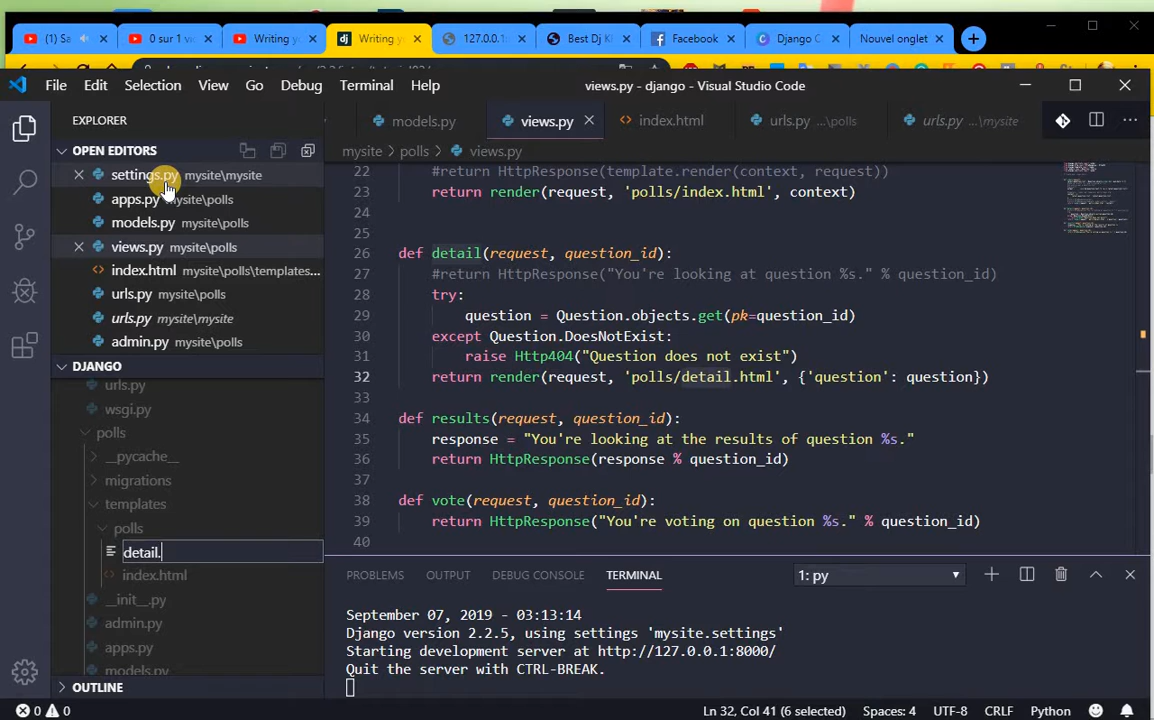 (1) Sa
0 sur 1 v
Writing y
Writing y
127.0.0.1
Best Dj K
Facebook
Django C
Nouvel onglet
File Edit Selection View Go Debug Terminal Help
views.py - django - Visual Studio Code
EXPLORER
models.py
views.py
index.html
urls.py ...\polls
urls.py ...\mysite
OPEN EDITORS
mysite > polls > views.py
settings.py mysite\mysite
apps.py mysite\polls
models.py mysite\polls
views.py mysite\polls
index.html mysite\polls\templates...
urls.py mysite\polls
urls.py mysite\mysite
admin.py mysite\polls
DJANGO
urls.py
wsgi.py
polls
__pycache__
migrations
templates
polls
detail.
index.html
__init__.py
admin.py
apps.py
models.py
OUTLINE
22 #return HttpResponse(template.render(context, request))
23 return render(request, 'polls/index.html', context)
24
25
26 def detail(request, question_id):
27 #return HttpResponse("You're looking at question %s." % question_id)
28 try:
29 question = Question.objects.get(pk=question_id)
30 except Question.DoesNotExist:
31 raise Http404("Question does not exist")
32 return render(request, 'polls/detail.html', {'question': question})
33
34 def results(request, question_id):
35 response = "You're looking at the results of question %s."
36 return HttpResponse(response % question_id)
37
38 def vote(request, question_id):
39 return HttpResponse("You're voting on question %s." % question_id)
40
PROBLEMS OUTPUT DEBUG CONSOLE TERMINAL
1: py
September 07, 2019 - 03:13:14
Django version 2.2.5, using settings 'mysite.settings'
Starting development server at http://127.0.0.1:8000/
Quit the server with CTRL-BREAK.
0 0
Ln 32, Col 41 (6 selected) Spaces: 4 UTF-8 CRLF Python